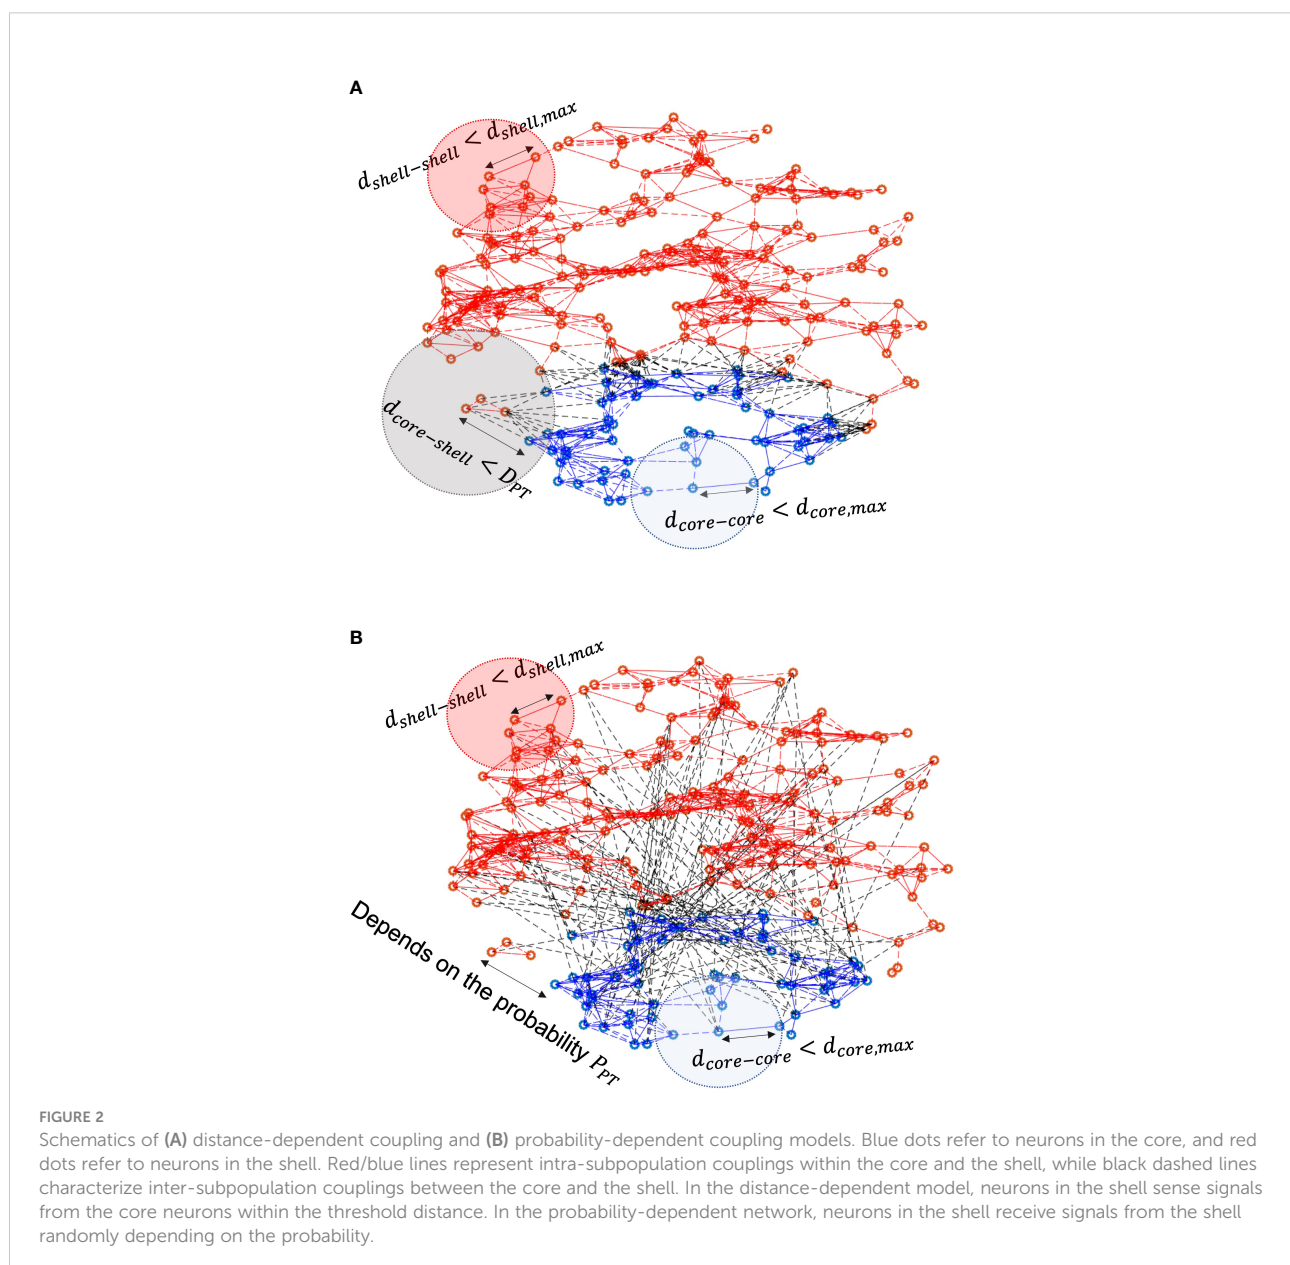 A
d_shell−shell < d_shell,max
d_core−shell < D_PT
d_core−core < d_core,max
B
d_shell−shell < d_shell,max
Depends on the probability P_PT
d_core−core < d_core,max
FIGURE 2
Schematics of (A) distance-dependent coupling and (B) probability-dependent coupling models. Blue dots refer to neurons in the core, and red
dots refer to neurons in the shell. Red/blue lines represent intra-subpopulation couplings within the core and the shell, while black dashed lines
characterize inter-subpopulation couplings between the core and the shell. In the distance-dependent model, neurons in the shell sense signals
from the core neurons within the threshold distance. In the probability-dependent network, neurons in the shell receive signals from the shell
randomly depending on the probability.